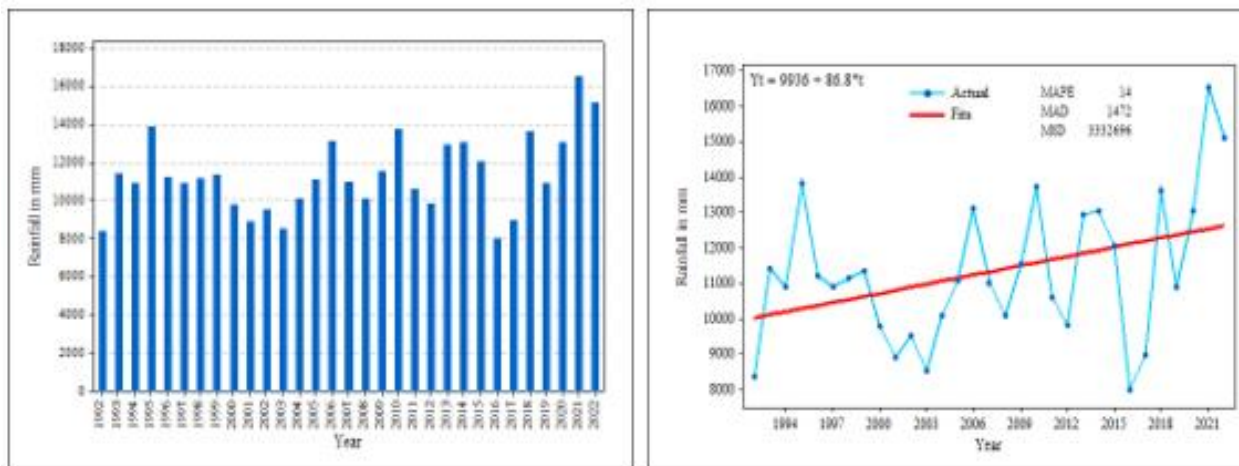 18000
16000
14000
12000
10000
8000
6000
4000
2000
0
Rainfall in mm
1992 1993 1994 1995 1996 1997 1998 1999 2000 2001 2002 2003 2004 2005 2006 2007 2008 2009 2010 2011 2012 2013 2014 2015 2016 2017 2018 2019 2020 2021 2022
Year
Yt = 9936 + 86.8*t
Actual
Fits
MAPE 14
MAD 1472
MSD 3332696
17000
16000
15000
14000
13000
12000
11000
10000
9000
8000
Rainfall in mm
1994 1997 2000 2003 2006 2009 2012 2015 2018 2021
Year